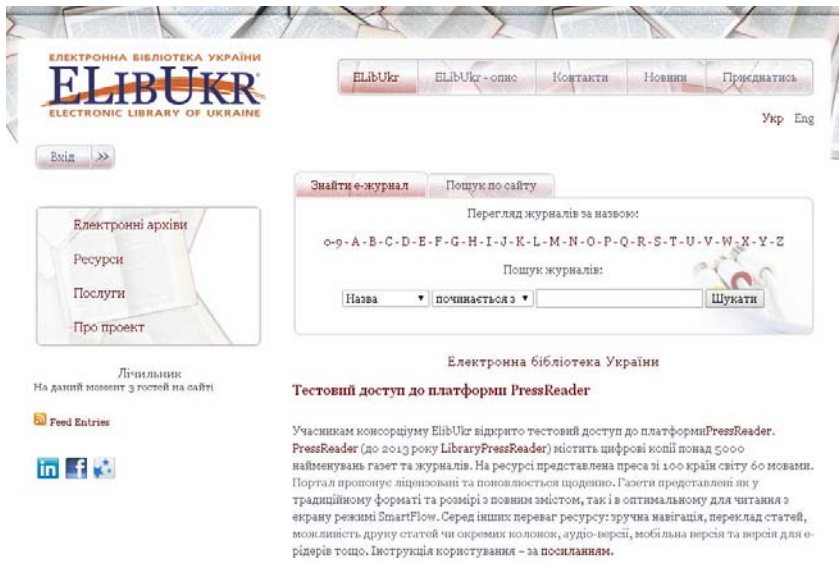 ЕЛЕКТРОННА БІБЛІОТЕКА УКРАЇНИ
ELIBUKR
ELECTRONIC LIBRARY OF UKRAINE
ELibUkr ELibUkr - опис Контакти Новини Приєднатись
Укр Eng
Вхід >>
Знайти е-журнал Пошук по сайту
Перегляд журналів за назвою:
0-9 - A - B - C - D - E - F - G - H - I - J - K - L - M - N - O - P - Q - R - S - T - U - V - W - X - Y - Z
Пошук журналів:
Назва починається з Шукати
Електронні архіви
Ресурси
Послуги
Про проект
Лічильник
На даний момент 3 гостей на сайті
Feed Entries
Електронна бібліотека України
Тестовий доступ до платформи PressReader
Учасникам консорціуму ElibUkr відкрито тестовий доступ до платформиPressReader.
PressReader (до 2013 року LibraryPressReader) містить цифрові копії понад 5000
найменувань газет та журналів. На ресурсі представлена преса зі 100 країн світу 60 мовами.
Портал пропонує ліцензовані та поновлюється щоденно. Газети представлені як у
традиційному форматі та розмірі з повним змістом, так і в оптимальному для читання з
екрану режимі SmartFlow. Серед інших переваг ресурсу: зручна навігація, переклад статей,
можливість друку статей чи окремих колонок, аудіо-версії, мобільна версія та версія для е-
рідерів тощо. Інструкція користування – за посиланням.